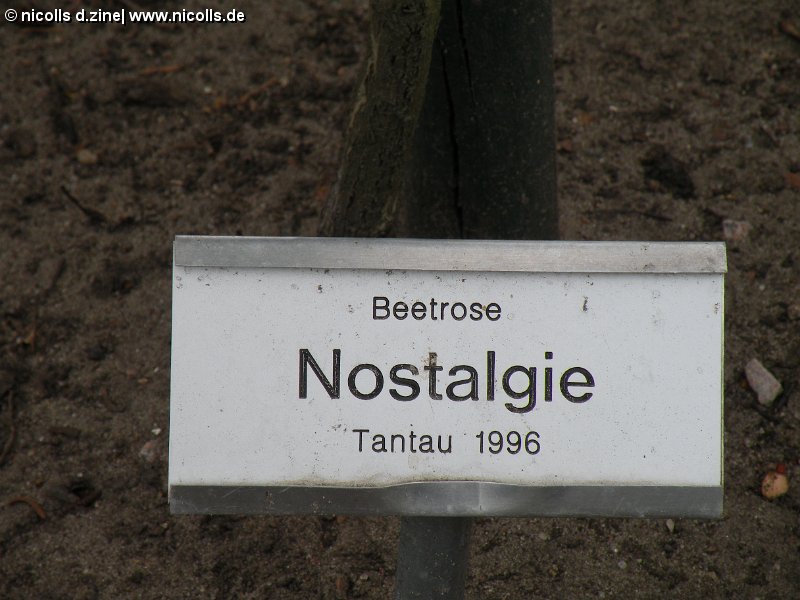 © nicolls d.zine| www.nicolls.de
Beetrose
Nostalgie
Tantau 1996